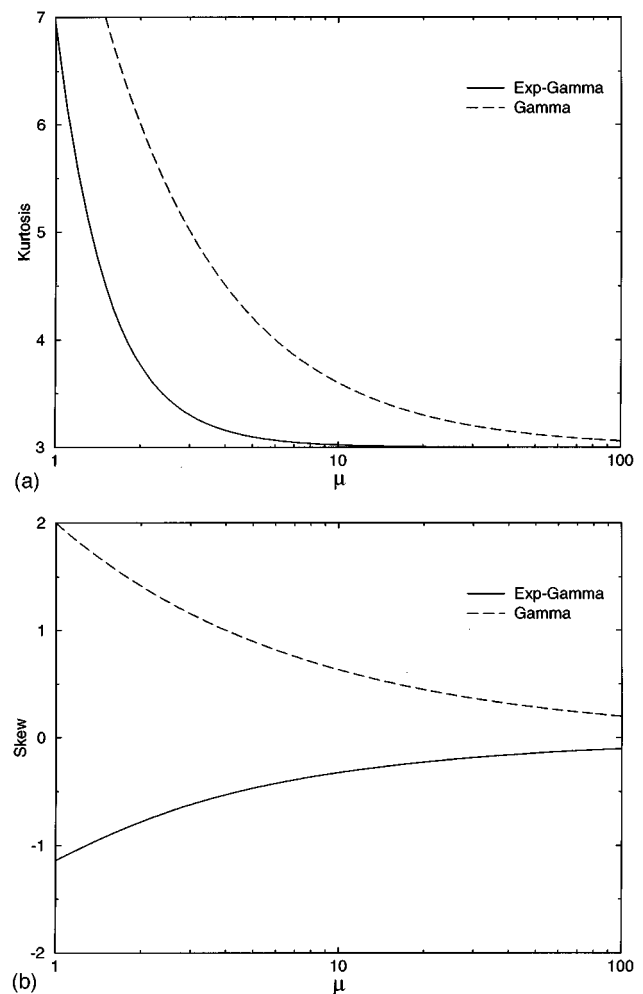 7
6
5
4
3
Kurtosis
Exp-Gamma
Gamma
1
10
100
μ
(a)
2
1
0
-1
-2
Skew
Exp-Gamma
Gamma
1
10
100
μ
(b)